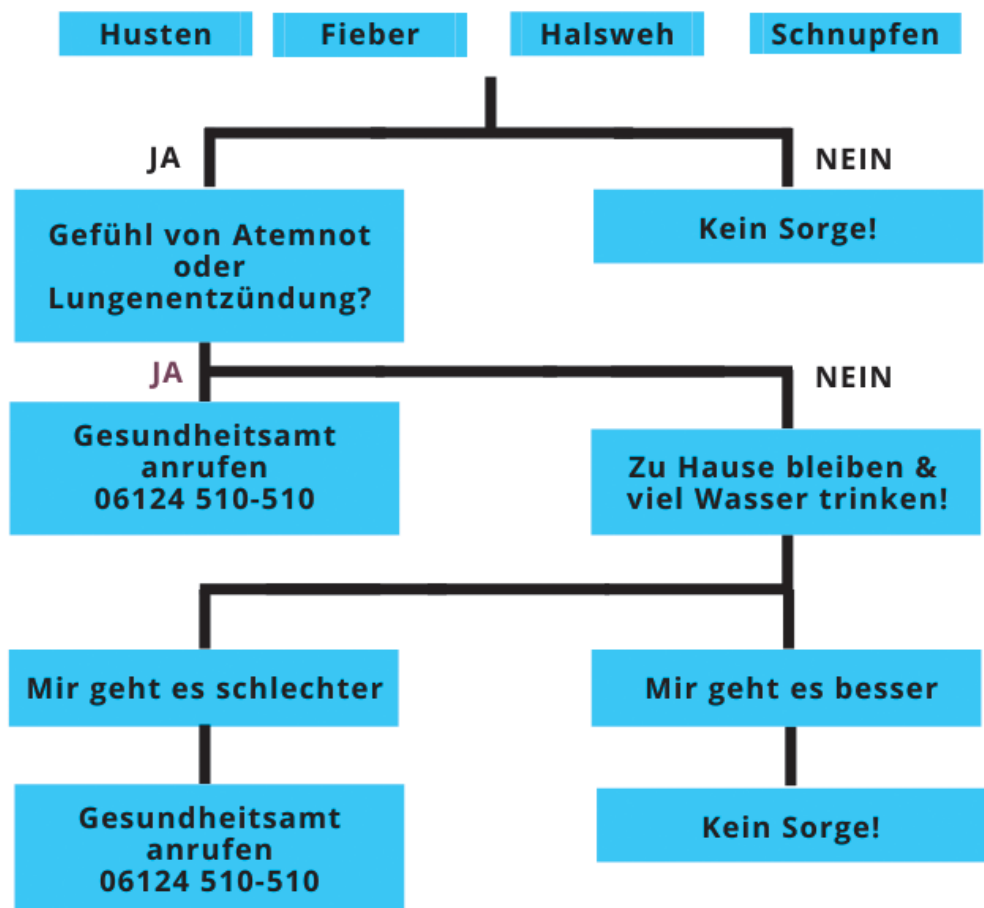 Husten Fieber Halsweh Schnupfen
JA
NEIN
Gefühl von Atemnot
oder
Lungenentzündung?
Kein Sorge!
JA
NEIN
Gesundheitsamt
anrufen
06124 510-510
Zu Hause bleiben &
viel Wasser trinken!
Mir geht es schlechter
Mir geht es besser
Gesundheitsamt
anrufen
06124 510-510
Kein Sorge!